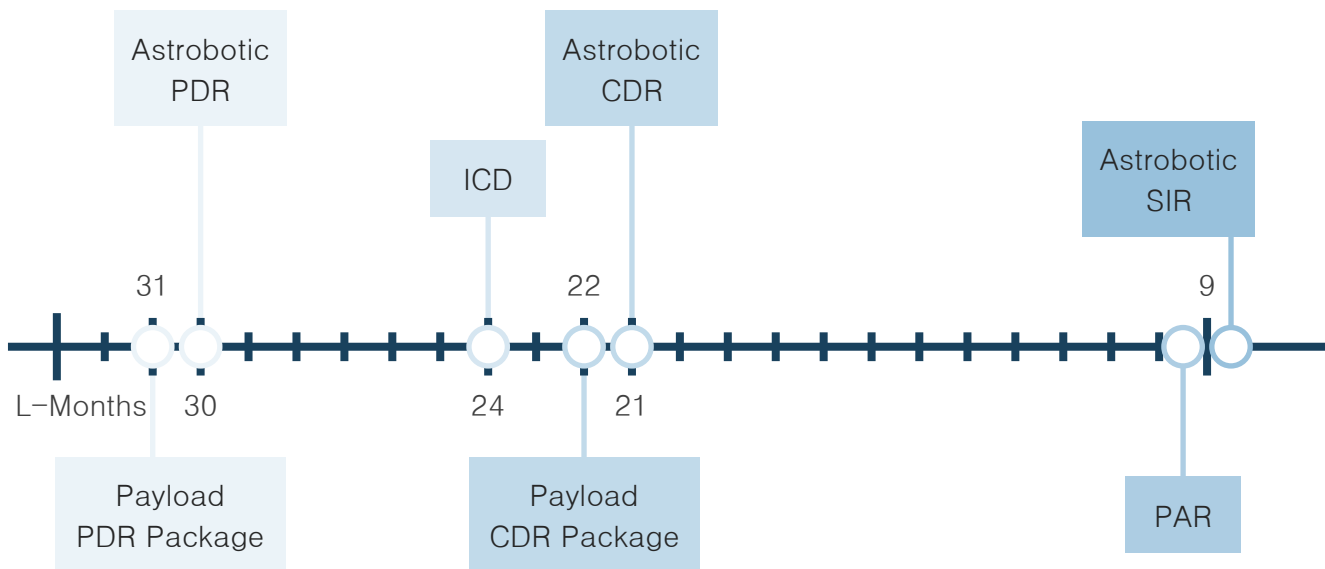 Astrobotic
PDR
Astrobotic
CDR
ICD
Astrobotic
SIR
31
22
9
L-Months
30
24
21
Payload
PDR Package
Payload
CDR Package
PAR